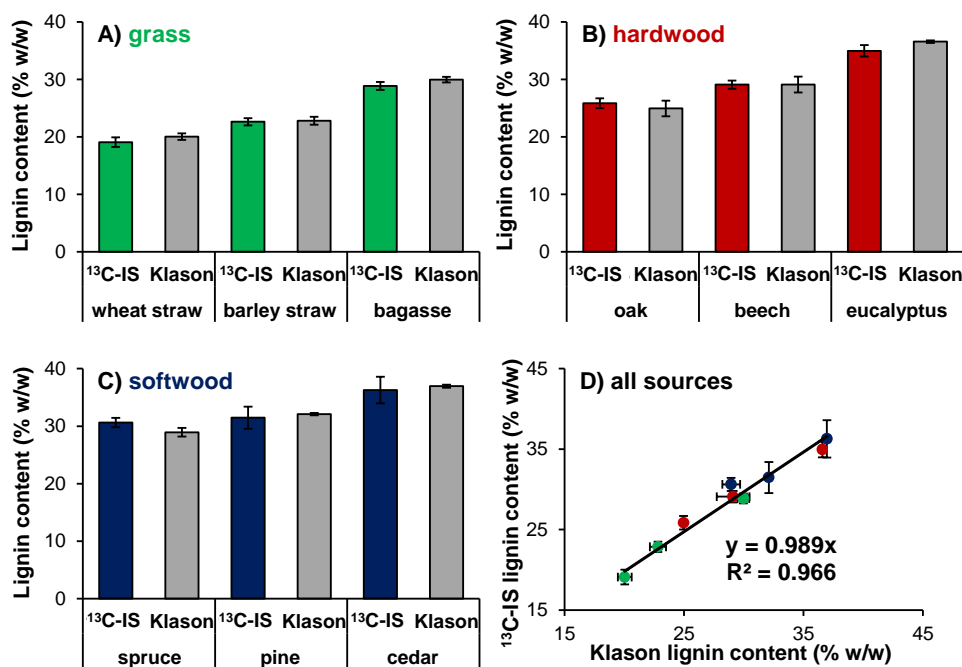 A) grass
Lignin content (% w/w)
40
30
20
10
0
¹³C-IS Klason ¹³C-IS Klason ¹³C-IS Klason
wheat straw barley straw bagasse
B) hardwood
Lignin content (% w/w)
40
30
20
10
0
¹³C-IS Klason ¹³C-IS Klason ¹³C-IS Klason
oak beech eucalyptus
C) softwood
Lignin content (% w/w)
40
30
20
10
0
¹³C-IS Klason ¹³C-IS Klason ¹³C-IS Klason
spruce pine cedar
D) all sources
¹³C-IS lignin content (% w/w)
45
35
25
15
y = 0.989x
R² = 0.966
15 25 35 45
Klason lignin content (% w/w)